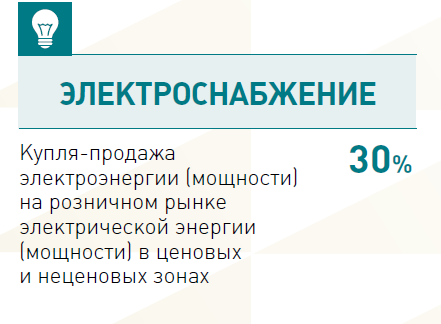 ЭЛЕКТРОСНАБЖЕНИЕ
Купля-продажа
электроэнергии (мощности)
на розничном рынке
электрической энергии
(мощности) в ценовых
и неценовых зонах
30%